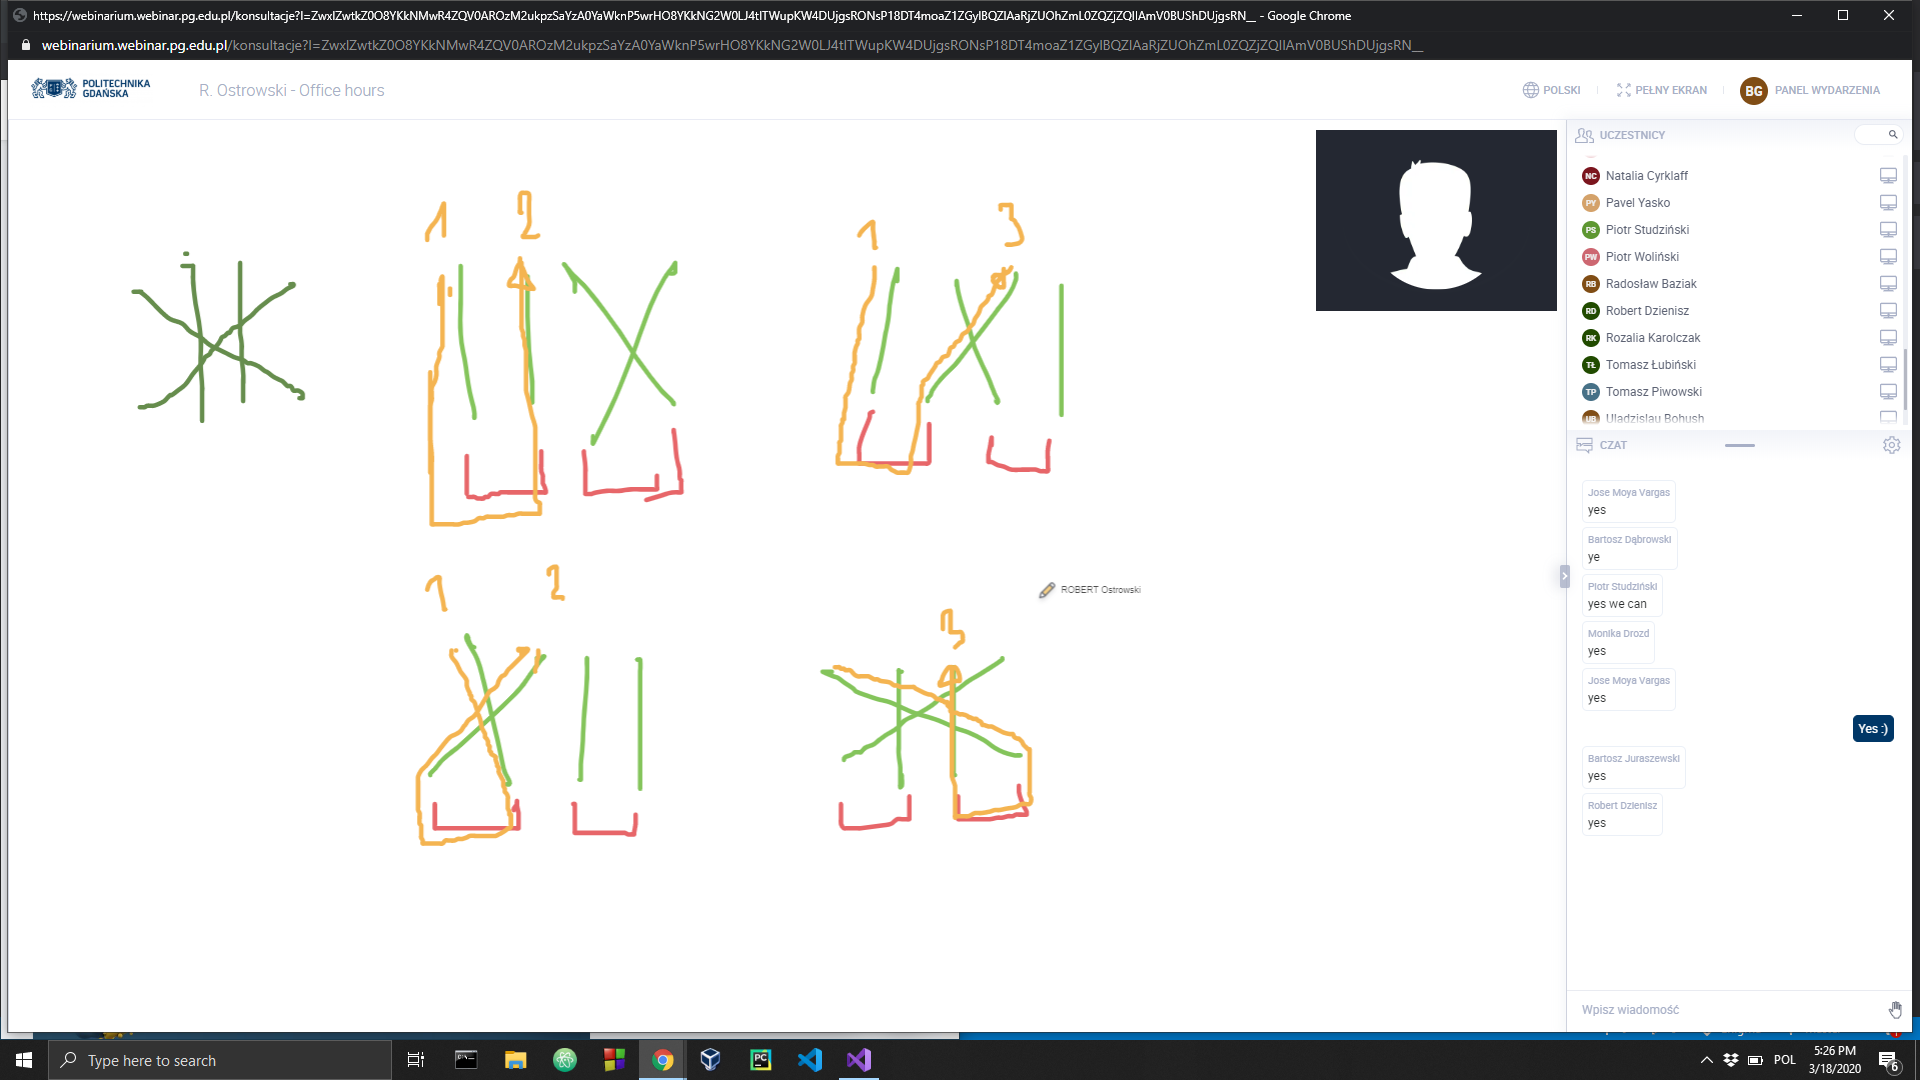 https://webinarium.webinar.pg.edu.pl/konsultacje?
 - Google Chrome
webinarium.webinar.pg.edu.pl/konsultacje?
POLITECHNIKA
GDAŃSKA
R. Ostrowski - Office hours
POLSKI
PEŁNY EKRAN
BG
PANEL WYDARZENIA
UCZESTNICY
NC Natalia Cyrklaff
PY Pavel Yasko
PS Piotr Studziński
PW Piotr Woliński
RB Radosław Baziak
RD Robert Dzienisz
RK Rozalia Karolczak
TŁ Tomasz Łubiński
TP Tomasz Piwowski
UB Uladzislau Bohush
1 2
1 3
1 2
3
ROBERT Ostrowski
CZAT
Jose Moya Vargas
yes
Bartosz Dąbrowski
ye
Piotr Studziński
yes we can
Monika Drozd
yes
Jose Moya Vargas
yes
Yes :)
Bartosz Juraszewski
yes
Robert Dzienisz
yes
Wpisz wiadomość
Type here to search
POL
5:26 PM
3/18/2020
6